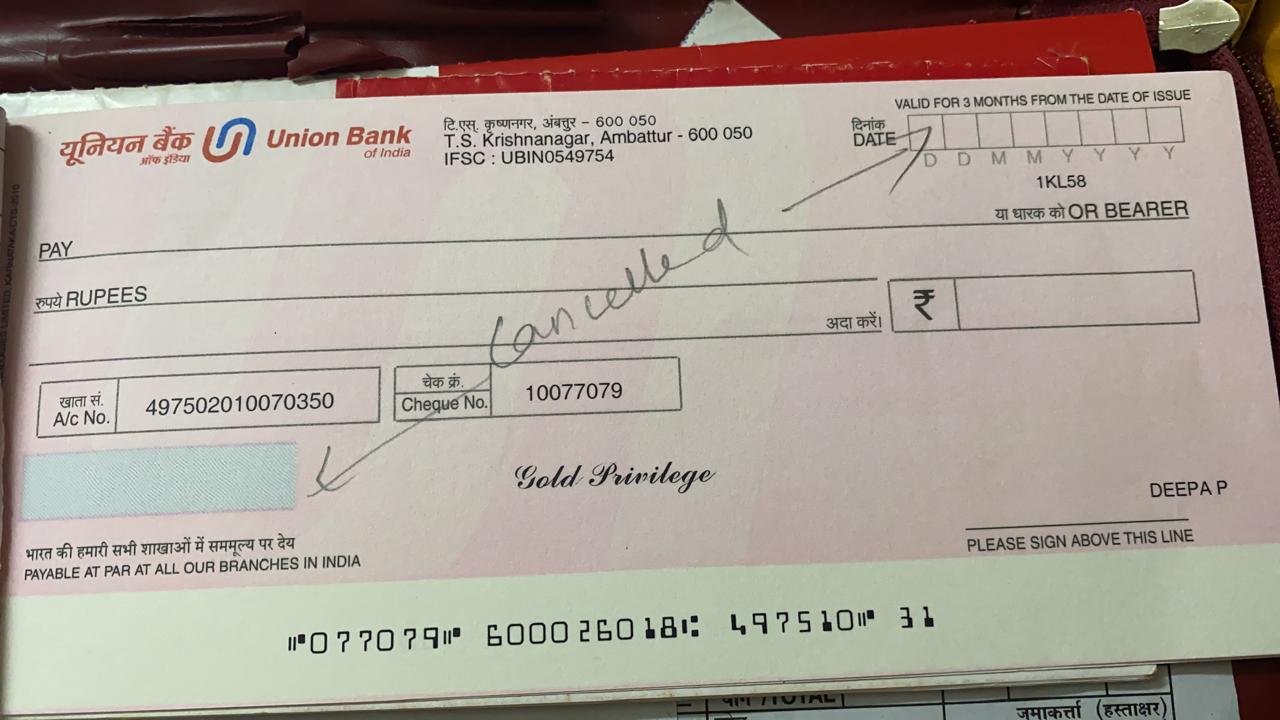 VALID FOR 3 MONTHS FROM THE DATE OF ISSUE
यूनियन बैंक
ऑफ इंडिया
Union Bank
of India
टि.एस. कृष्णनगर, अंबत्तुर - 600 050
T.S. Krishnanagar, Ambattur - 600 050
IFSC : UBIN0549754
दिनांक
DATE
D D M M Y Y Y Y
1KL58
PAY
या धारक को OR BEARER
रुपये RUPEES
Cancelled
अदा करें।
₹
खाता सं.
A/c No.
497502010070350
चेक क्रं.
Cheque No.
10077079
Gold Privilege
DEEPA P
PLEASE SIGN ABOVE THIS LINE
भारत की हमारी सभी शाखाओं में सममूल्य पर देय
PAYABLE AT PAR AT ALL OUR BRANCHES IN INDIA
⑈077079⑈ 600026018⑆ 497510⑈ 31
योग /TOTAL
जमाकर्त्ता (हस्ताक्षर)